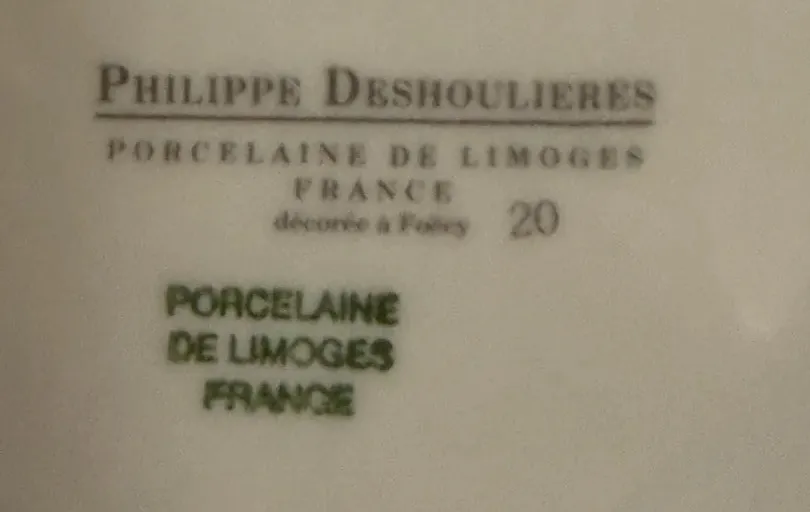 PHILIPPE DESHOULIERES
PORCELAINE DE LIMOGES
FRANCE
décorée à Foëcy 20
PORCELAINE
DE LIMOGES
FRANCE